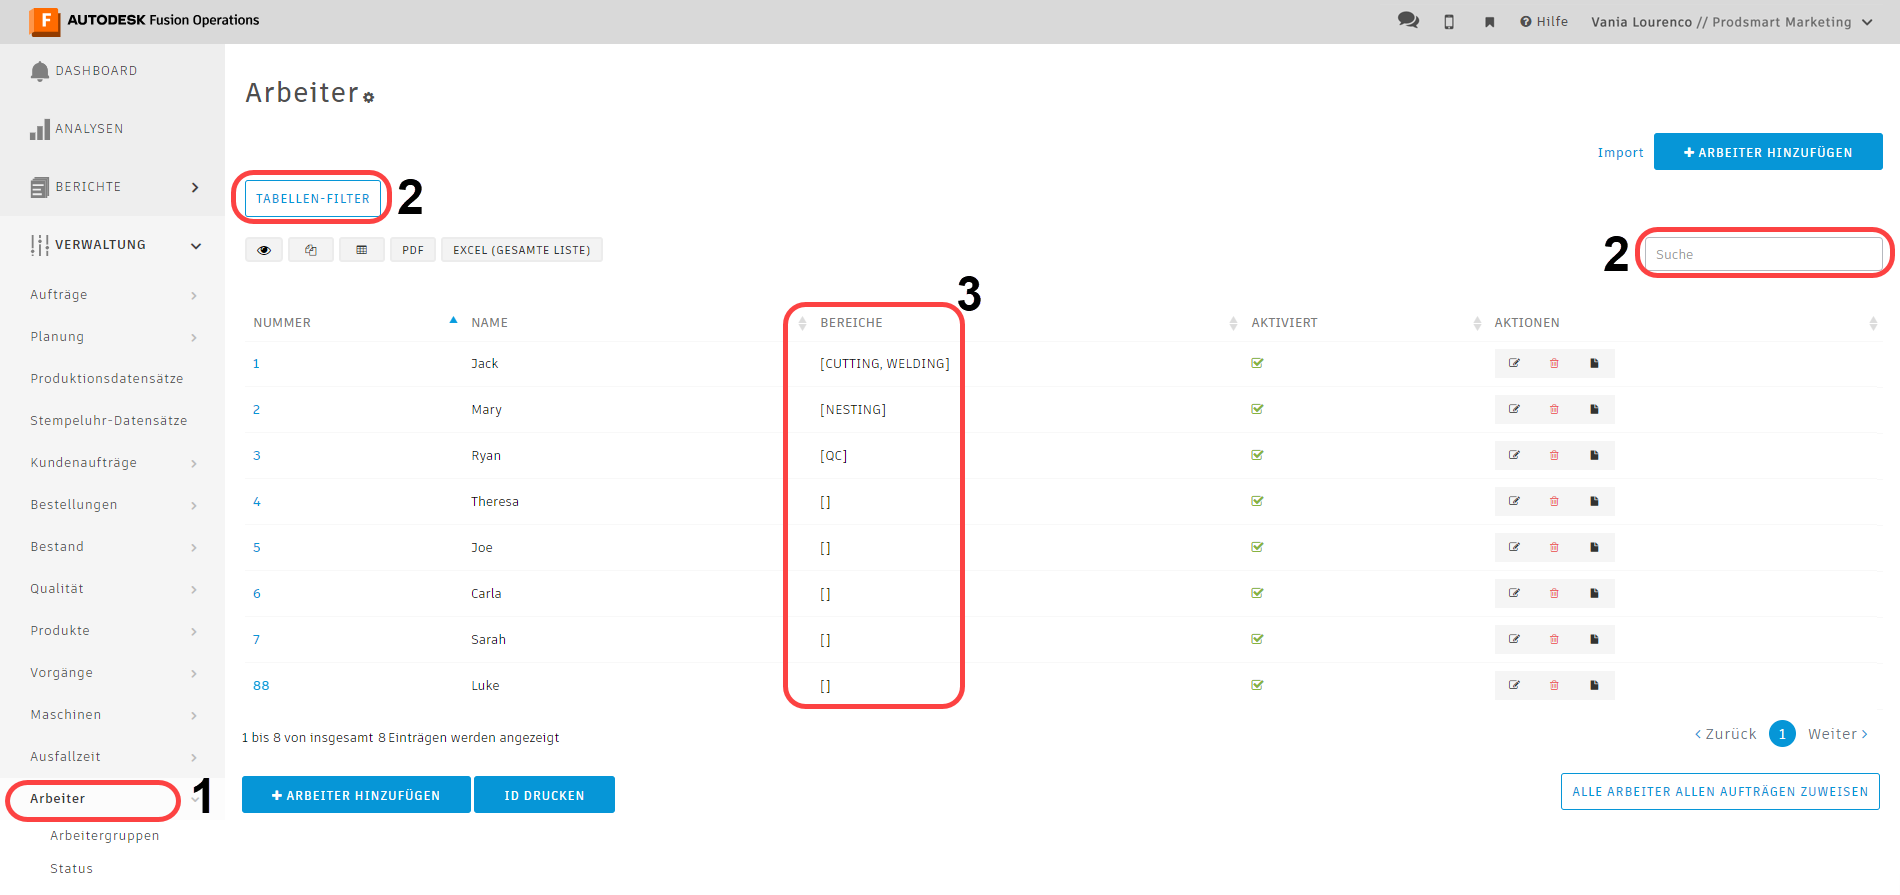 F AUTODESK Fusion Operations
Hilfe Vania Lourenco // Prodsmart Marketing
DASHBOARD
ANALYSEN
BERICHTE
VERWALTUNG
Aufträge
Planung
Produktionsdatensätze
Stempeluhr-Datensätze
Kundenaufträge
Bestellungen
Bestand
Qualität
Produkte
Vorgänge
Maschinen
Ausfallzeit
Arbeiter 1
Arbeitergruppen
Status
Arbeiter
Import + ARBEITER HINZUFÜGEN
TABELLEN-FILTER 2
PDF EXCEL (GESAMTE LISTE)
2 Suche
3
NUMMER NAME BEREICHE AKTIVIERT AKTIONEN
1 Jack [CUTTING, WELDING]
2 Mary [NESTING]
3 Ryan [QC]
4 Theresa []
5 Joe []
6 Carla []
7 Sarah []
88 Luke []
1 bis 8 von insgesamt 8 Einträgen werden angezeigt
< Zurück 1 Weiter >
+ ARBEITER HINZUFÜGEN ID DRUCKEN
ALLE ARBEITER ALLEN AUFTRÄGEN ZUWEISEN